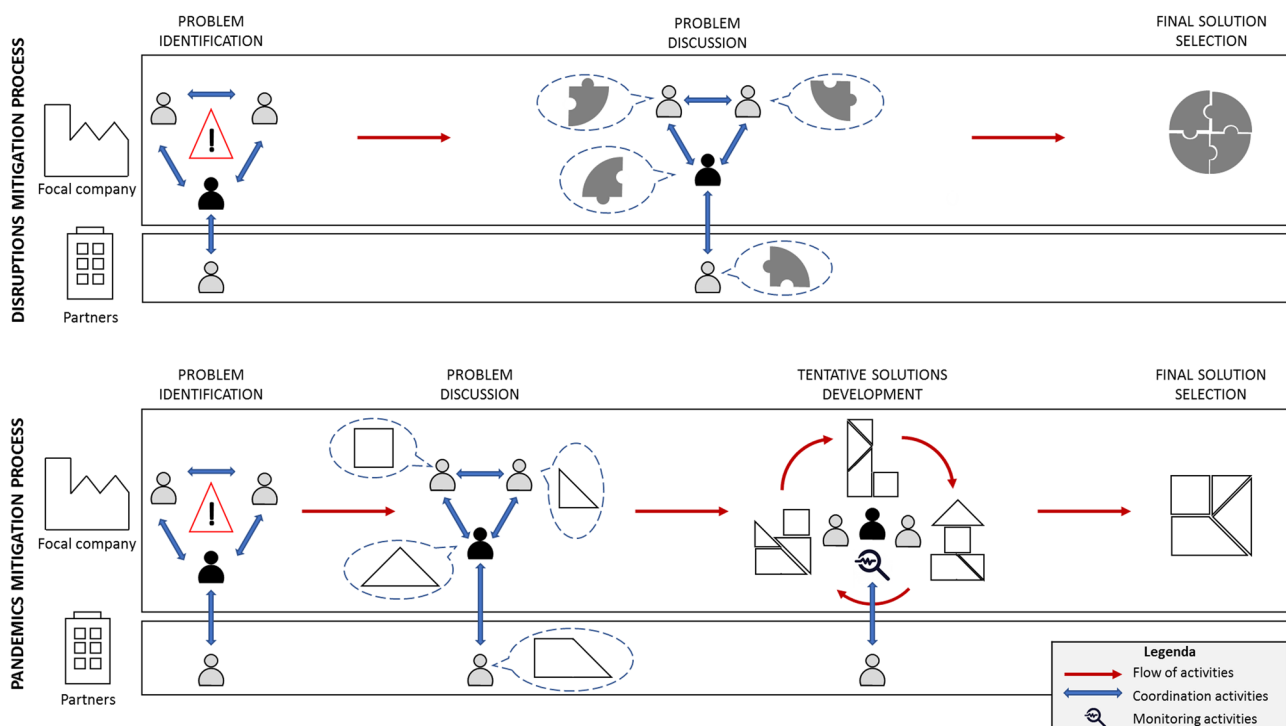 DISRUPTIONS MITIGATION PROCESS
PROBLEM
IDENTIFICATION
PROBLEM
DISCUSSION
FINAL SOLUTION
SELECTION
!
Focal company
Partners
PANDEMICS MITIGATION PROCESS
PROBLEM
IDENTIFICATION
PROBLEM
DISCUSSION
TENTATIVE SOLUTIONS
DEVELOPMENT
FINAL SOLUTION
SELECTION
!
Focal company
Partners
Legenda
Flow of activities
Coordination activities
Monitoring activities